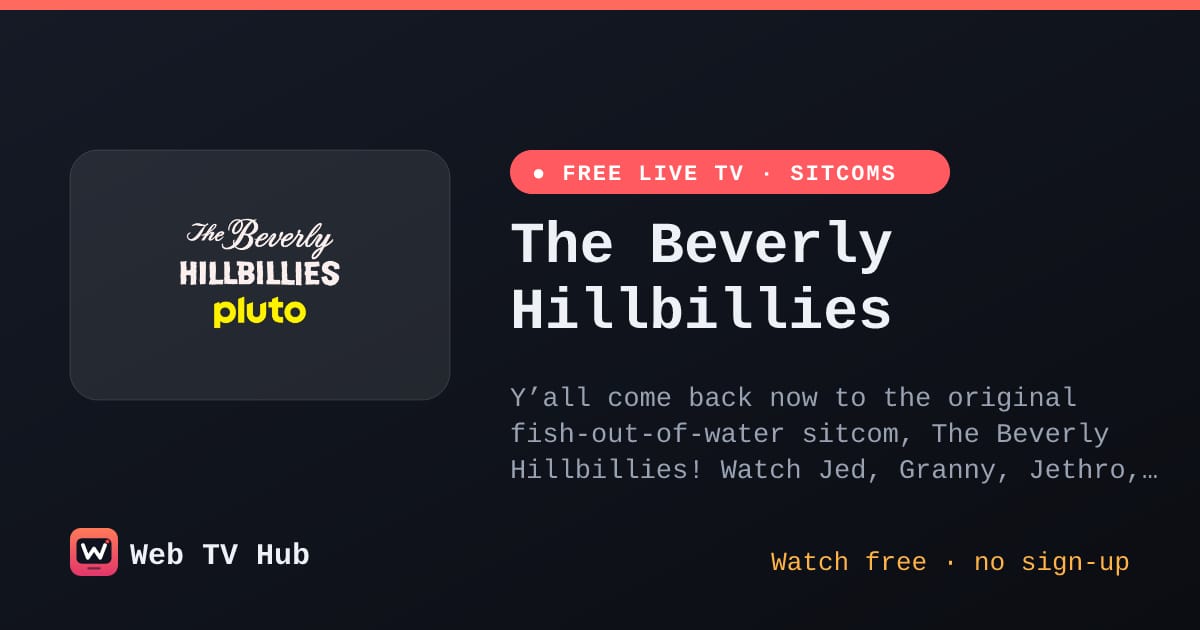 The Beverly
HILLBILLIES
pluto
• FREE LIVE TV · SITCOMS
The Beverly
Hillbillies
Y’all come back now to the original
fish-out-of-water sitcom, The Beverly
Hillbillies! Watch Jed, Granny, Jethro,…
W
Web TV Hub
Watch free · no sign-up